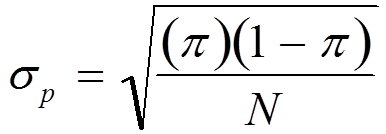 σ_p = √((π)(1 − π)/N)